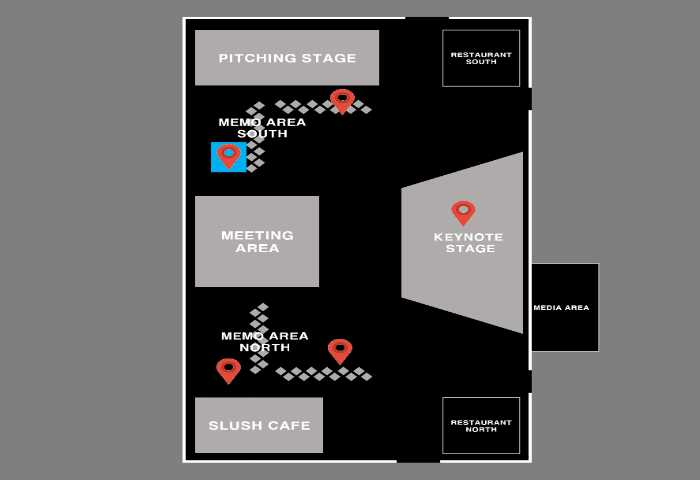 PITCHING STAGE
RESTAURANT
SOUTH
MEMO AREA
SOUTH
MEETING
AREA
KEYNOTE
STAGE
MEDIA AREA
MEMO AREA
NORTH
SLUSH CAFE
RESTAURANT
NORTH